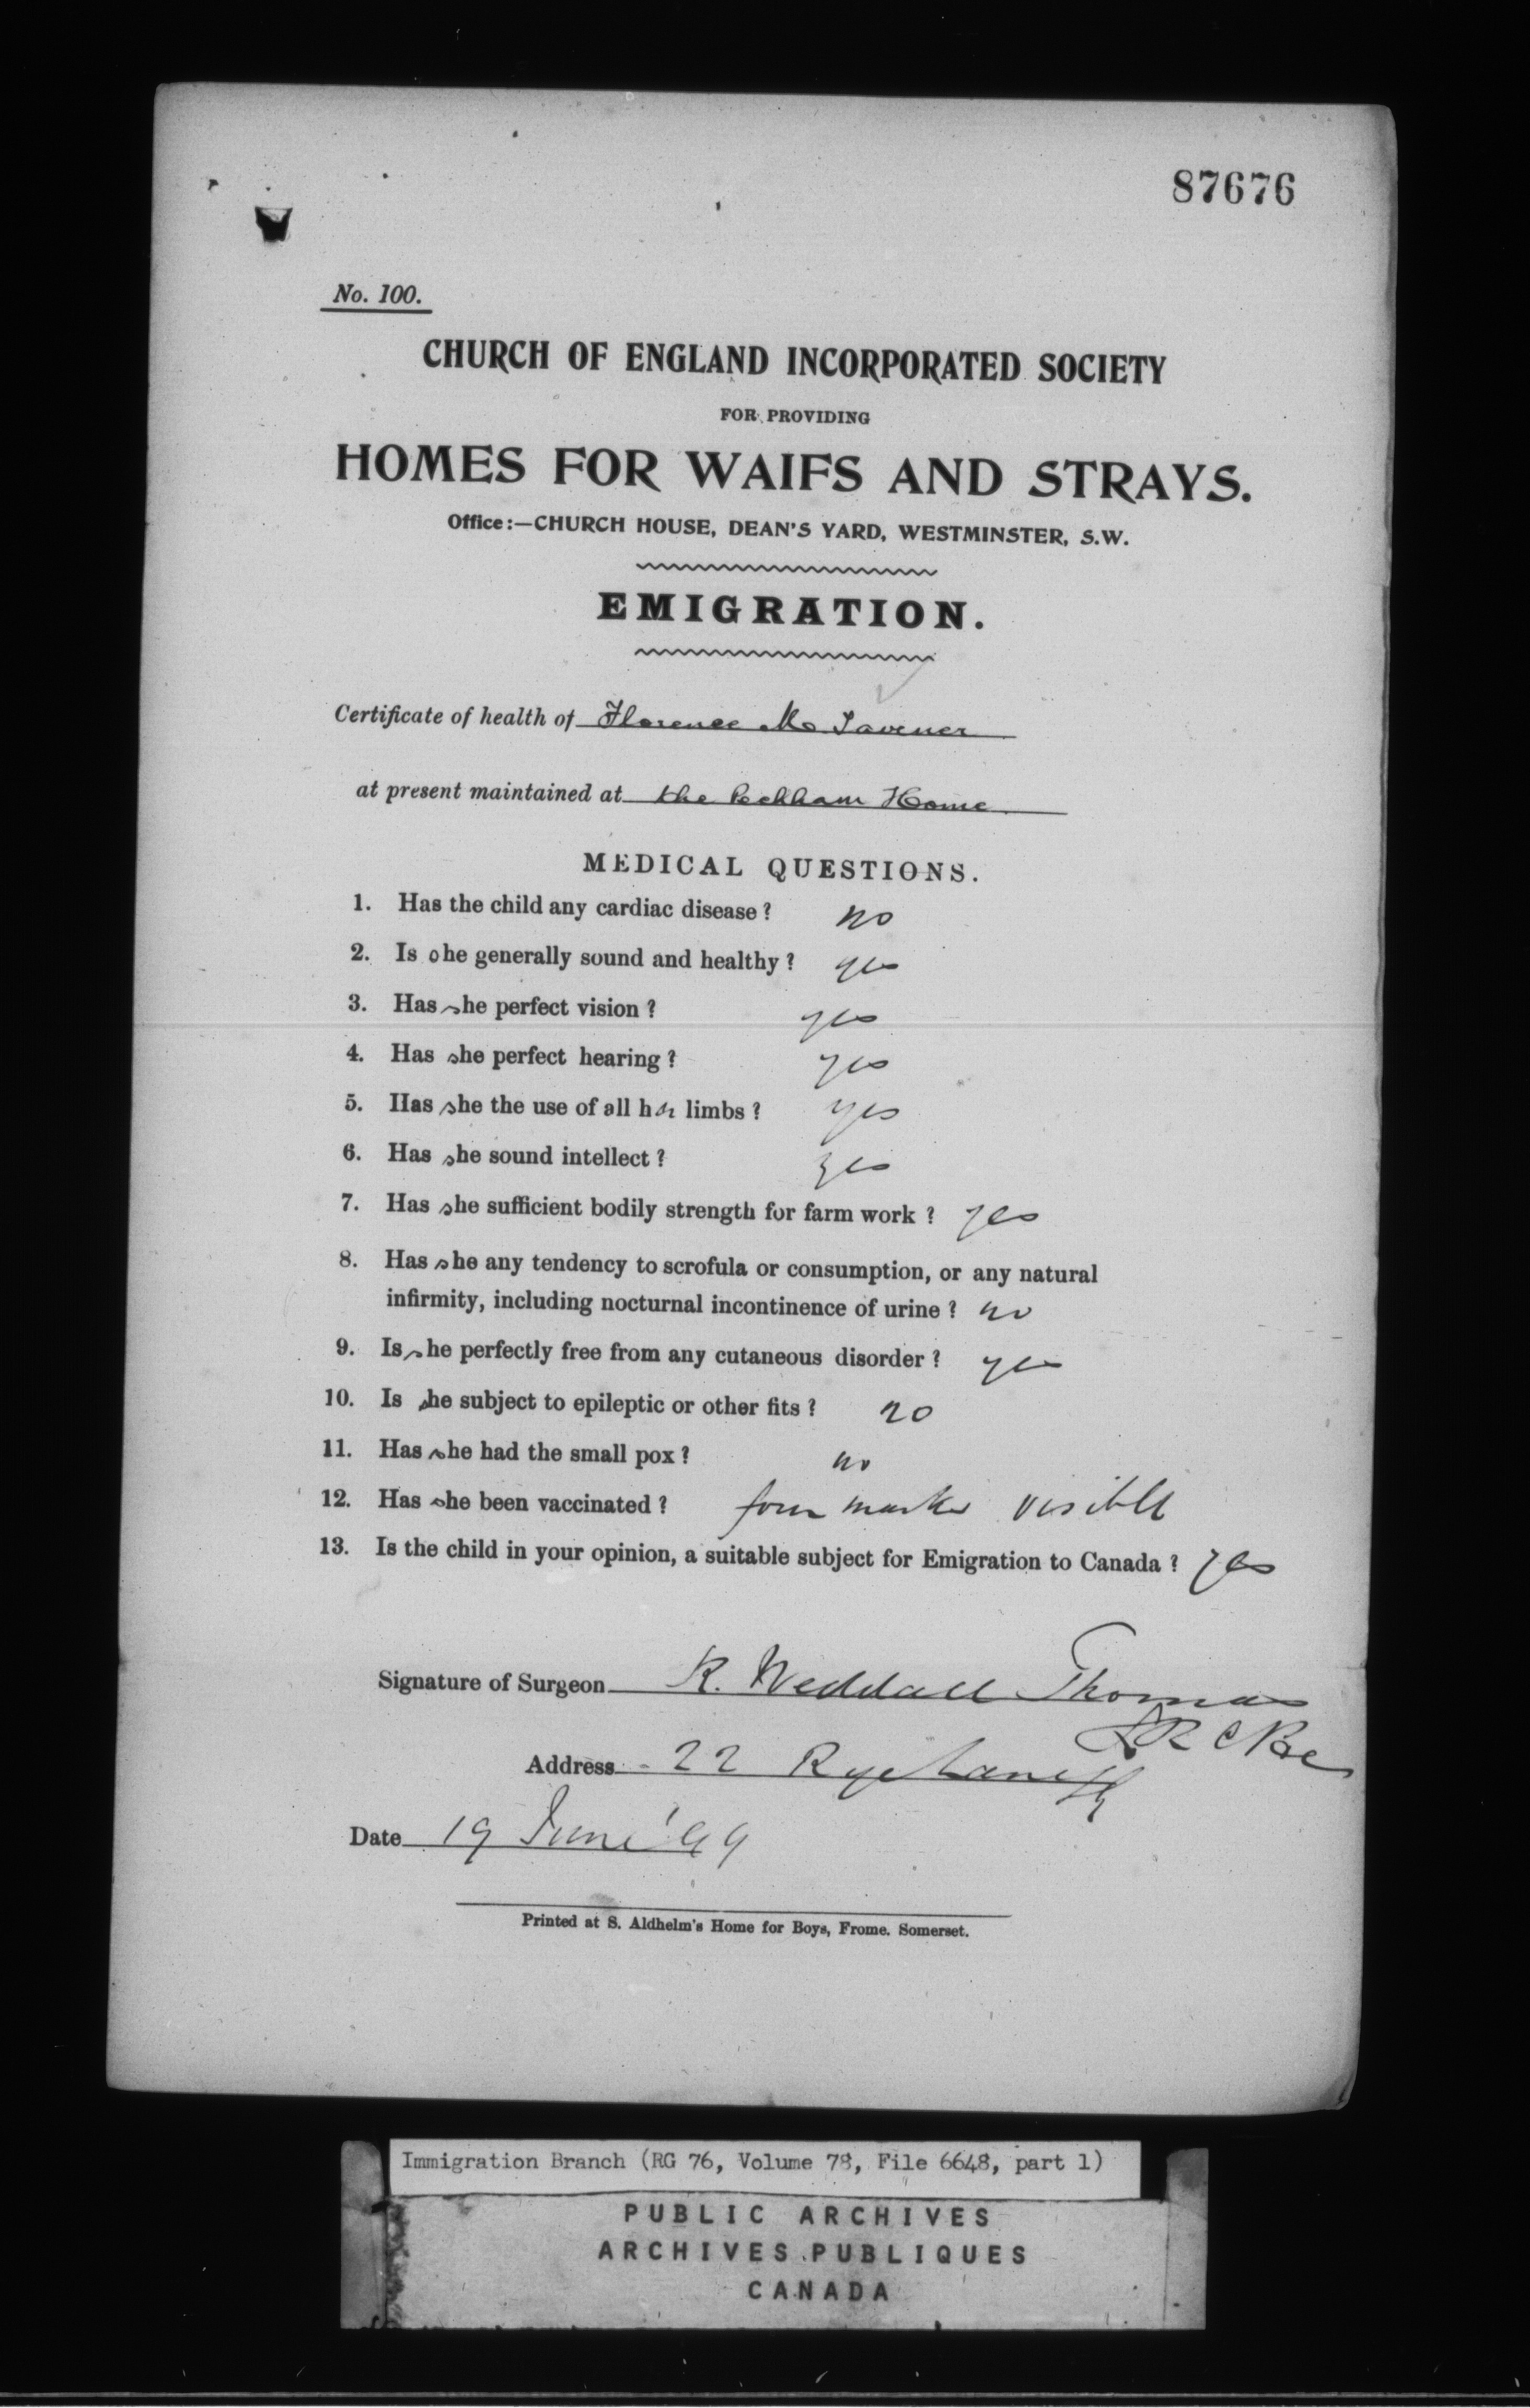 87676
No. 100.
CHURCH OF ENGLAND INCORPORATED SOCIETY
FOR PROVIDING
HOMES FOR WAIFS AND STRAYS.
Office:—CHURCH HOUSE, DEAN'S YARD, WESTMINSTER, S.W.
EMIGRATION.
Certificate of health of Florence M. Taverner
at present maintained at the Peckham Home
MEDICAL QUESTIONS.
1. Has the child any cardiac disease? no
2. Is she generally sound and healthy? yes
3. Has she perfect vision? yes
4. Has she perfect hearing? yes
5. Has she the use of all her limbs? yes
6. Has she sound intellect? yes
7. Has she sufficient bodily strength for farm work? yes
8. Has she any tendency to scrofula or consumption, or any natural
infirmity, including nocturnal incontinence of urine? no
9. Is she perfectly free from any cutaneous disorder? yes
10. Is she subject to epileptic or other fits? no
11. Has she had the small pox? no
12. Has she been vaccinated? four marks visible
13. Is the child in your opinion, a suitable subject for Emigration to Canada? yes
Signature of Surgeon R. Weddall Thomas
Address 22 Rye Lane
Date 19 June '99
Printed at S. Aldhelm's Home for Boys, Frome. Somerset.
Immigration Branch (RG 76, Volume 78, File 6648, part 1)
PUBLIC ARCHIVES
ARCHIVES PUBLIQUES
CANADA